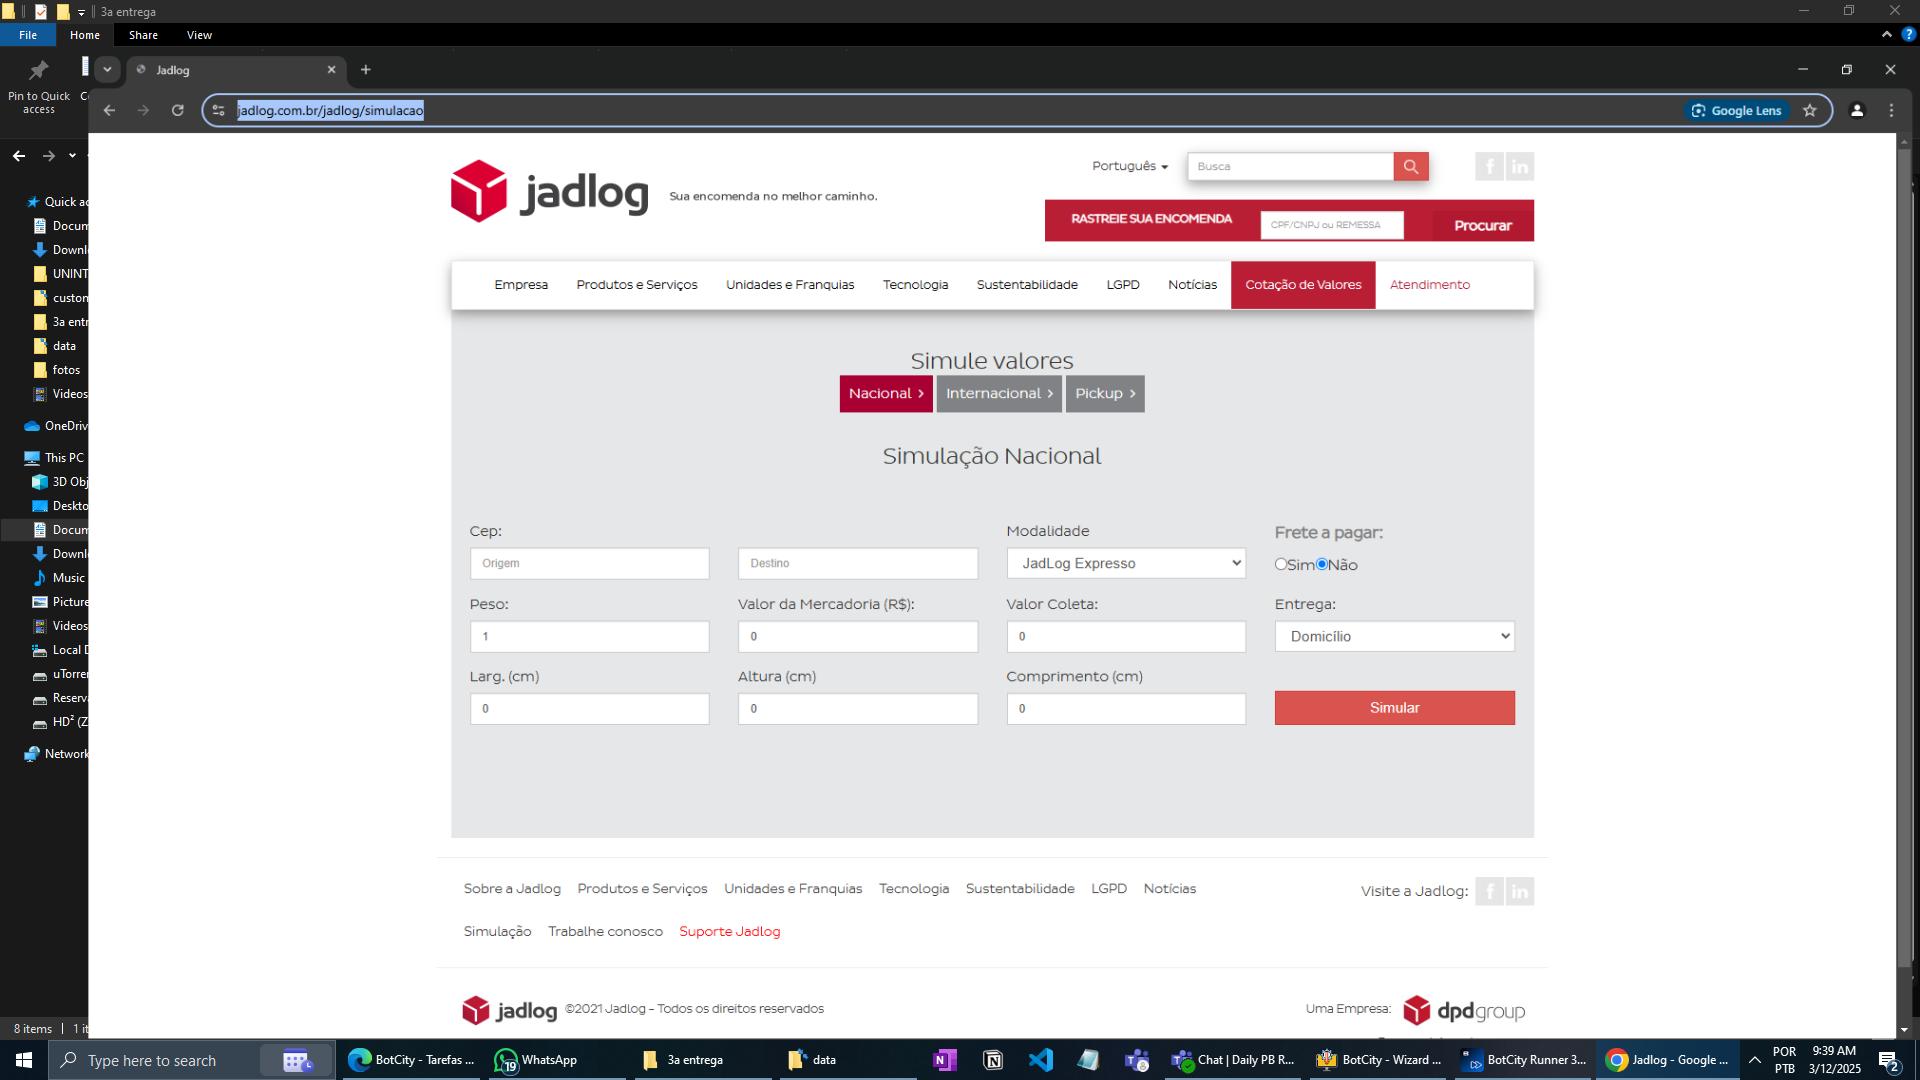 3a entrega
File Home Share View
Jadlog
Pin to Quick access
jadlog.com.br/jadlog/simulacao
Google Lens
Português
Busca
jadlog
Sua encomenda no melhor caminho.
RASTREIE SUA ENCOMENDA
CPF/CNPJ ou REMESSA
Procurar
Empresa Produtos e Serviços Unidades e Franquias Tecnologia Sustentabilidade LGPD Notícias Cotação de Valores Atendimento
Quick ac
Docum
Downl
UNINT
custon
3a entr
data
fotos
Videos
OneDriv
This PC
3D Obj
Deskto
Docum
Downl
Music
Picture
Videos
Local D
uTorre
Reserva
HD² (Z
Network
Simule valores
Nacional > Internacional > Pickup >
Simulação Nacional
Cep: Modalidade Frete a pagar:
Origem Destino JadLog Expresso Sim Não
Peso: Valor da Mercadoria (R$): Valor Coleta: Entrega:
1 0 0 Domicílio
Larg. (cm) Altura (cm) Comprimento (cm)
0 0 0 Simular
Sobre a Jadlog Produtos e Serviços Unidades e Franquias Tecnologia Sustentabilidade LGPD Notícias
Visite a Jadlog:
Simulação Trabalhe conosco Suporte Jadlog
jadlog ©2021 Jadlog - Todos os direitos reservados
Uma Empresa: dpdgroup
8 items 1 it
Type here to search
BotCity - Tarefas ...
19
WhatsApp
3a entrega
data
Chat | Daily PB R...
BotCity - Wizard ...
BotCity Runner 3...
Jadlog - Google ...
POR
PTB
9:39 AM
3/12/2025
2